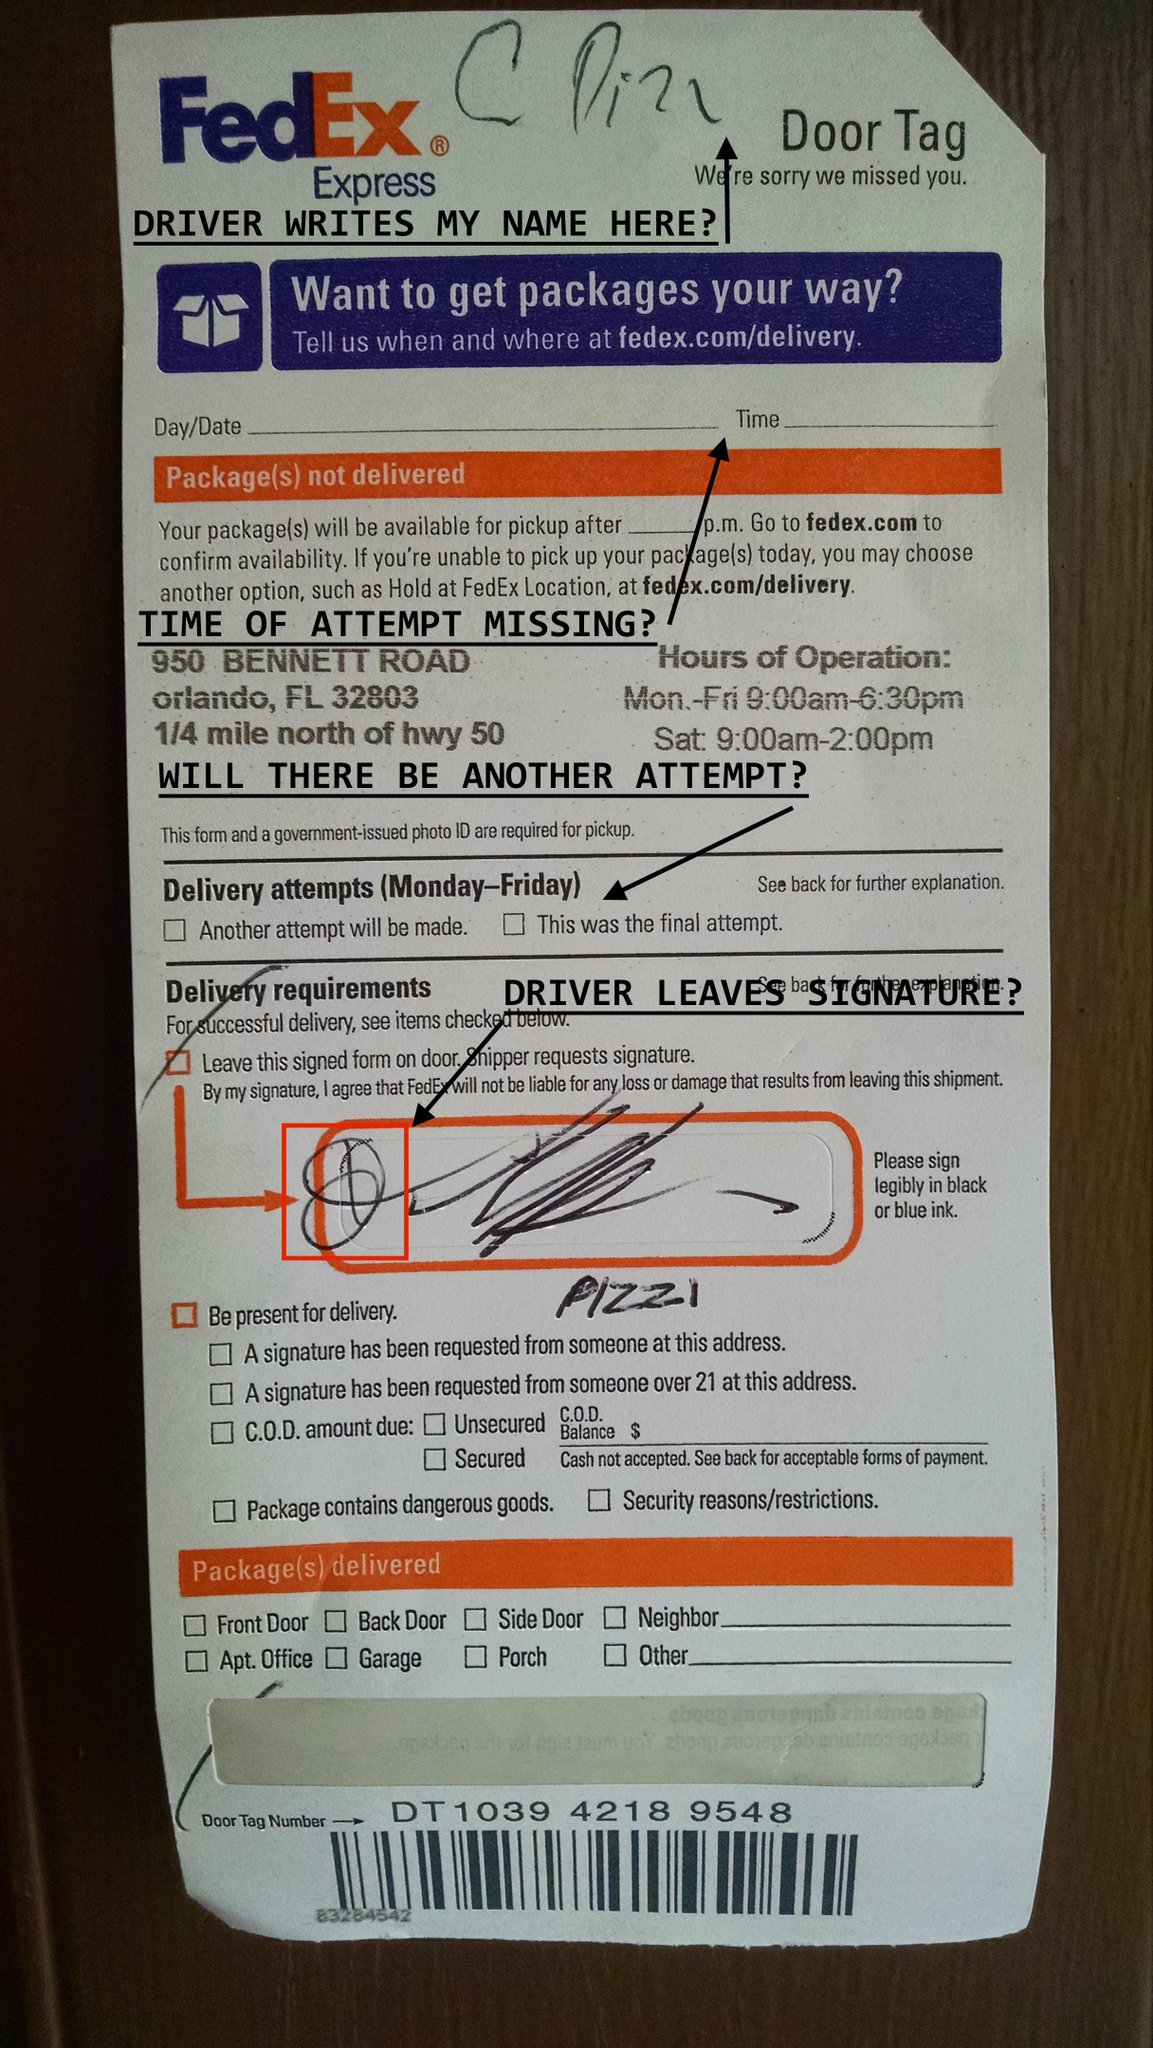 C Pizz
FedEx®
Express
Door Tag
We're sorry we missed you.
DRIVER WRITES MY NAME HERE?
Want to get packages your way?
Tell us when and where at fedex.com/delivery.
Day/Date Time
Package(s) not delivered
Your package(s) will be available for pickup after ______ p.m. Go to fedex.com to
confirm availability. If you're unable to pick up your package(s) today, you may choose
another option, such as Hold at FedEx Location, at fedex.com/delivery.
TIME OF ATTEMPT MISSING?
950 BENNETT ROAD Hours of Operation:
orlando, FL 32803 Mon.-Fri 9:00am-6:30pm
1/4 mile north of hwy 50 Sat: 9:00am-2:00pm
WILL THERE BE ANOTHER ATTEMPT?
This form and a government-issued photo ID are required for pickup.
Delivery attempts (Monday–Friday) See back for further explanation.
Another attempt will be made. This was the final attempt.
Delivery requirements See back for further explanation.
DRIVER LEAVES SIGNATURE?
For successful delivery, see items checked below.
Leave this signed form on door. Shipper requests signature.
By my signature, I agree that FedEx will not be liable for any loss or damage that results from leaving this shipment.
Please sign
legibly in black
or blue ink.
PIZZI
Be present for delivery.
A signature has been requested from someone at this address.
A signature has been requested from someone over 21 at this address.
C.O.D. amount due: Unsecured C.O.D. Balance $
Secured Cash not accepted. See back for acceptable forms of payment.
Package contains dangerous goods. Security reasons/restrictions.
Package(s) delivered
Front Door Back Door Side Door Neighbor
Apt. Office Garage Porch Other
Door Tag Number → DT1039 4218 9548
83284542